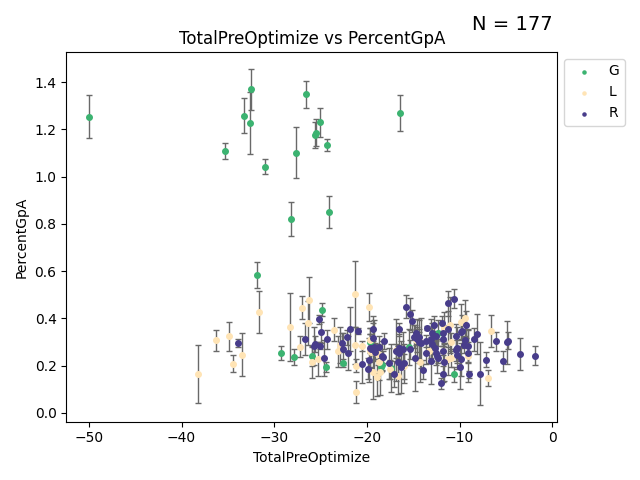 N = 177
TotalPreOptimize vs PercentGpA
G
L
R
PercentGpA
1.4
1.2
1.0
0.8
0.6
0.4
0.2
0.0
−50 −40 −30 −20 −10 0
TotalPreOptimize